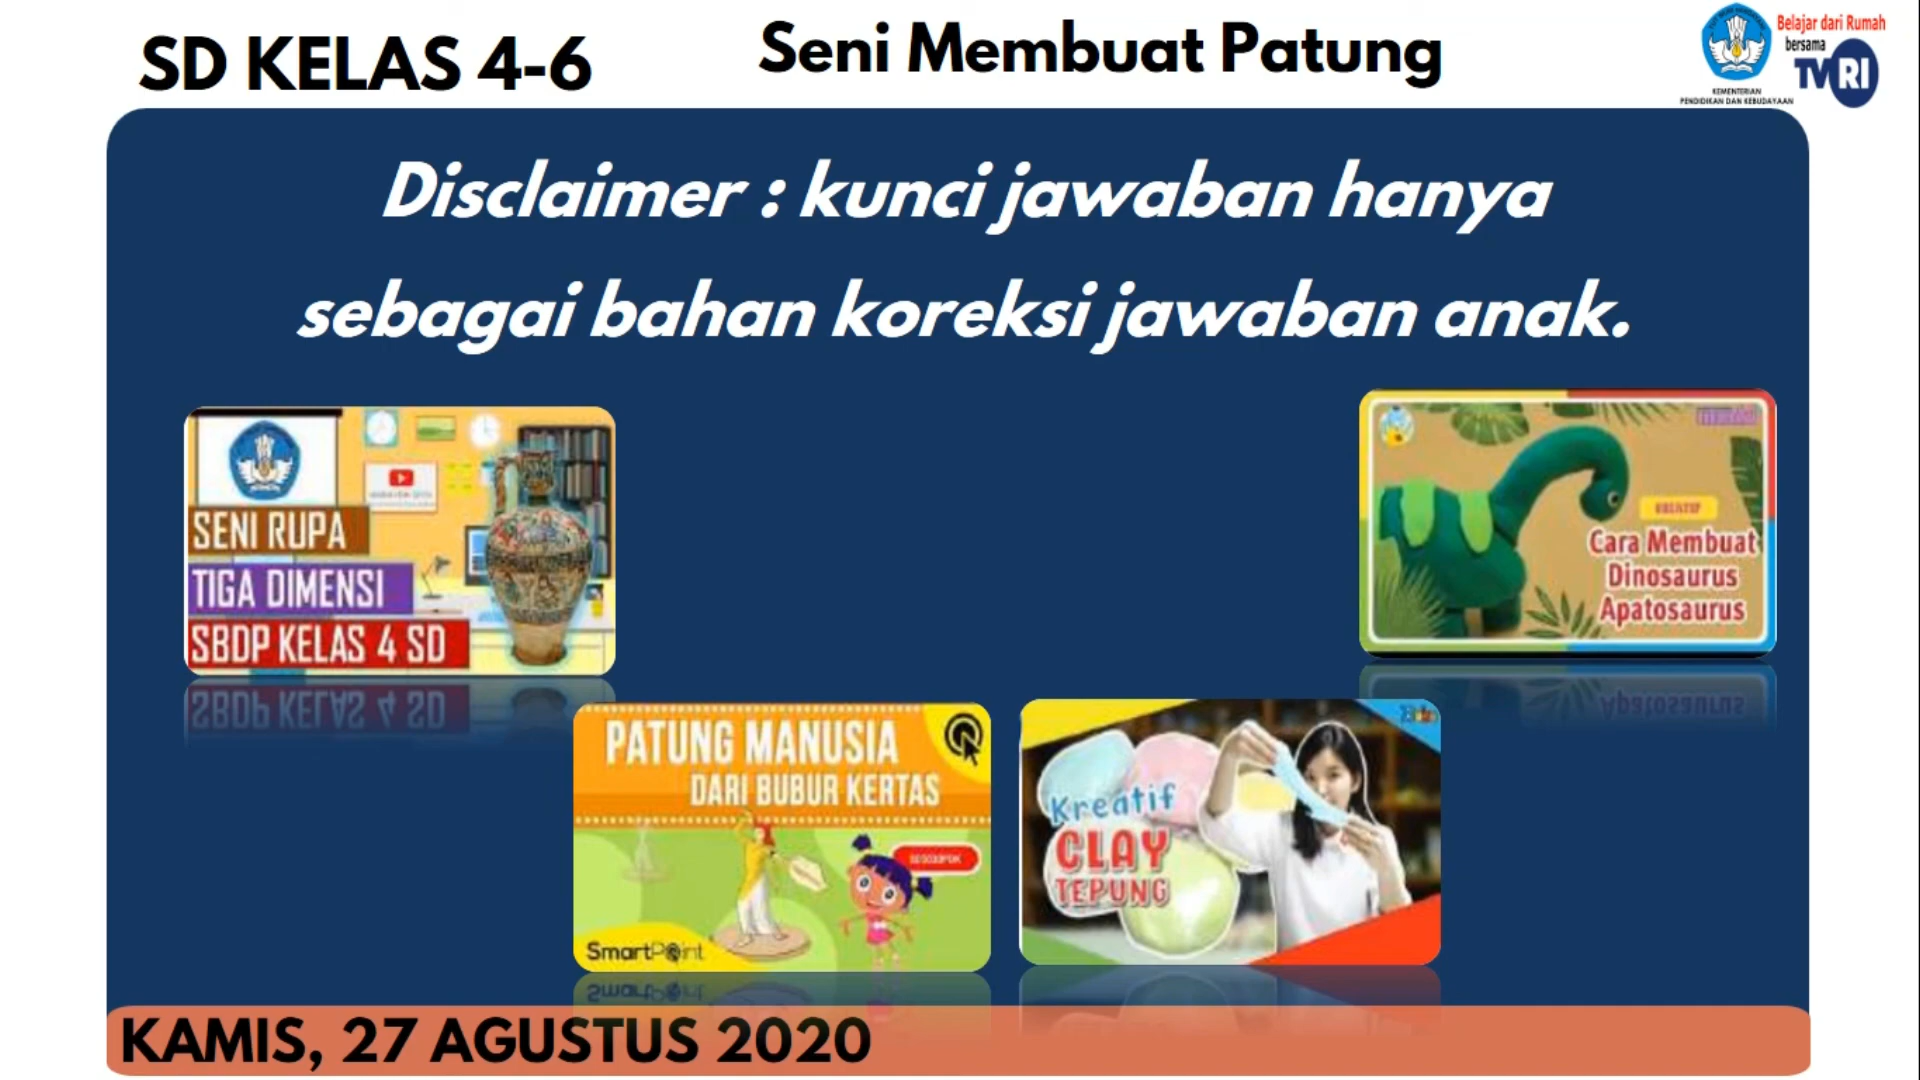 SD KELAS 4-6
Seni Membuat Patung
KEMENTERIAN
PENDIDIKAN DAN KEBUDAYAAN
Belajar dari Rumah
bersama
TVRI
Disclaimer : kunci jawaban hanya
sebagai bahan koreksi jawaban anak.
SENI RUPA
TIGA DIMENSI
SBDP KELAS 4 SD
KREATIF
Cara Membuat
Dinosaurus
Apatosaurus
PATUNG MANUSIA
DARI BUBUR KERTAS
SmartPoint
Kreatif
CLAY
TEPUNG
KAMIS, 27 AGUSTUS 2020